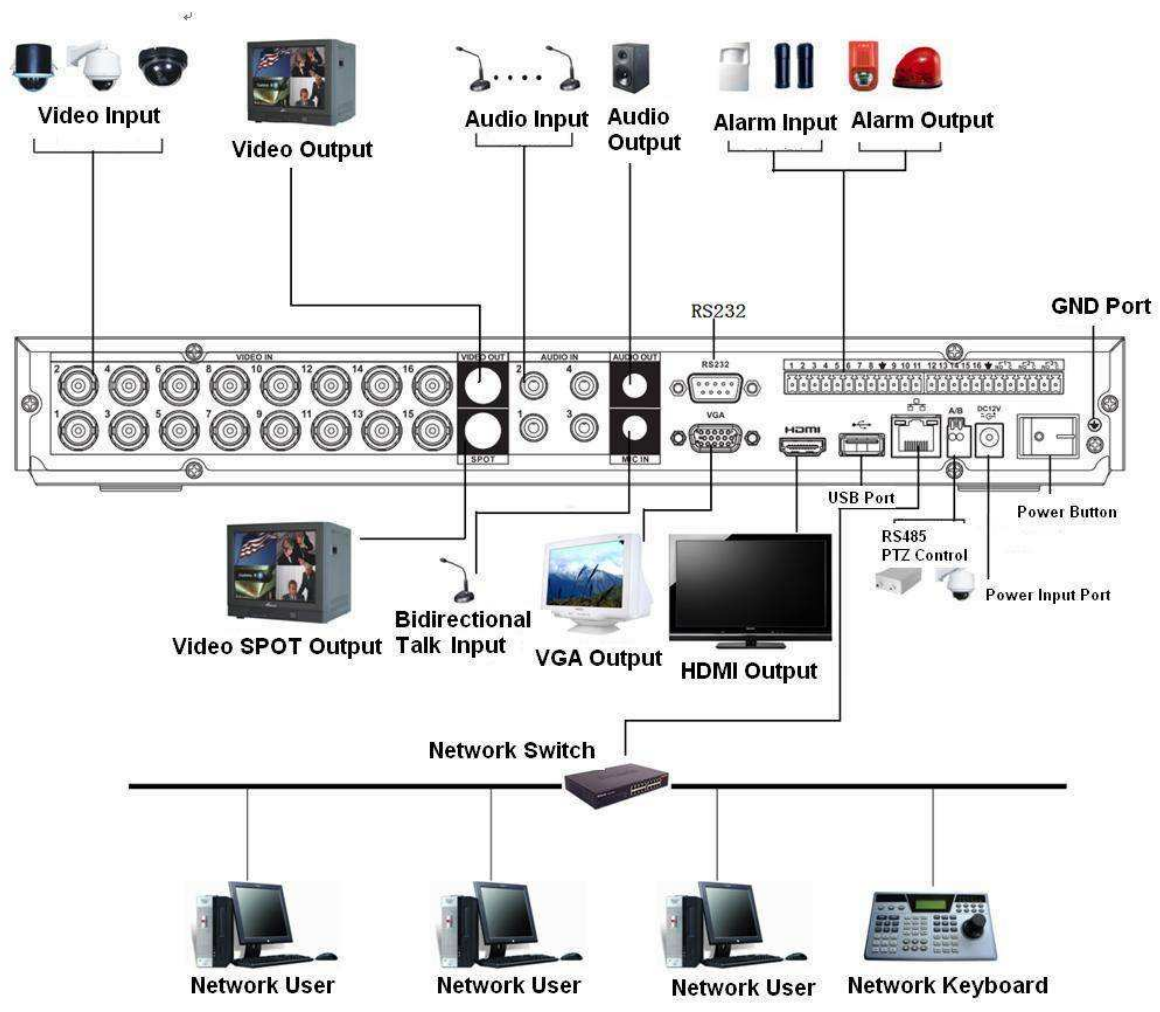 Video Input
Video Output
Audio Input
Audio
Output
Alarm Input
Alarm Output
RS232
GND Port
VIDEO IN
VIDEO OUT
AUDIO IN
AUDIO OUT
RS232
1 2 3 4 5 6 7 8 9 10 11 12 13 14 15 16
2 4 6 8 10 12 14 16
2 4
1 3 5 7 9 11 13 15
1 3
VGA
HDMI
A/B
DC12V
SPOT
MIC IN
USB Port
Power Button
RS485
PTZ Control
Power Input Port
Video SPOT Output
Bidirectional
Talk Input
VGA Output
HDMI Output
Network Switch
Network User
Network User
Network User
Network Keyboard